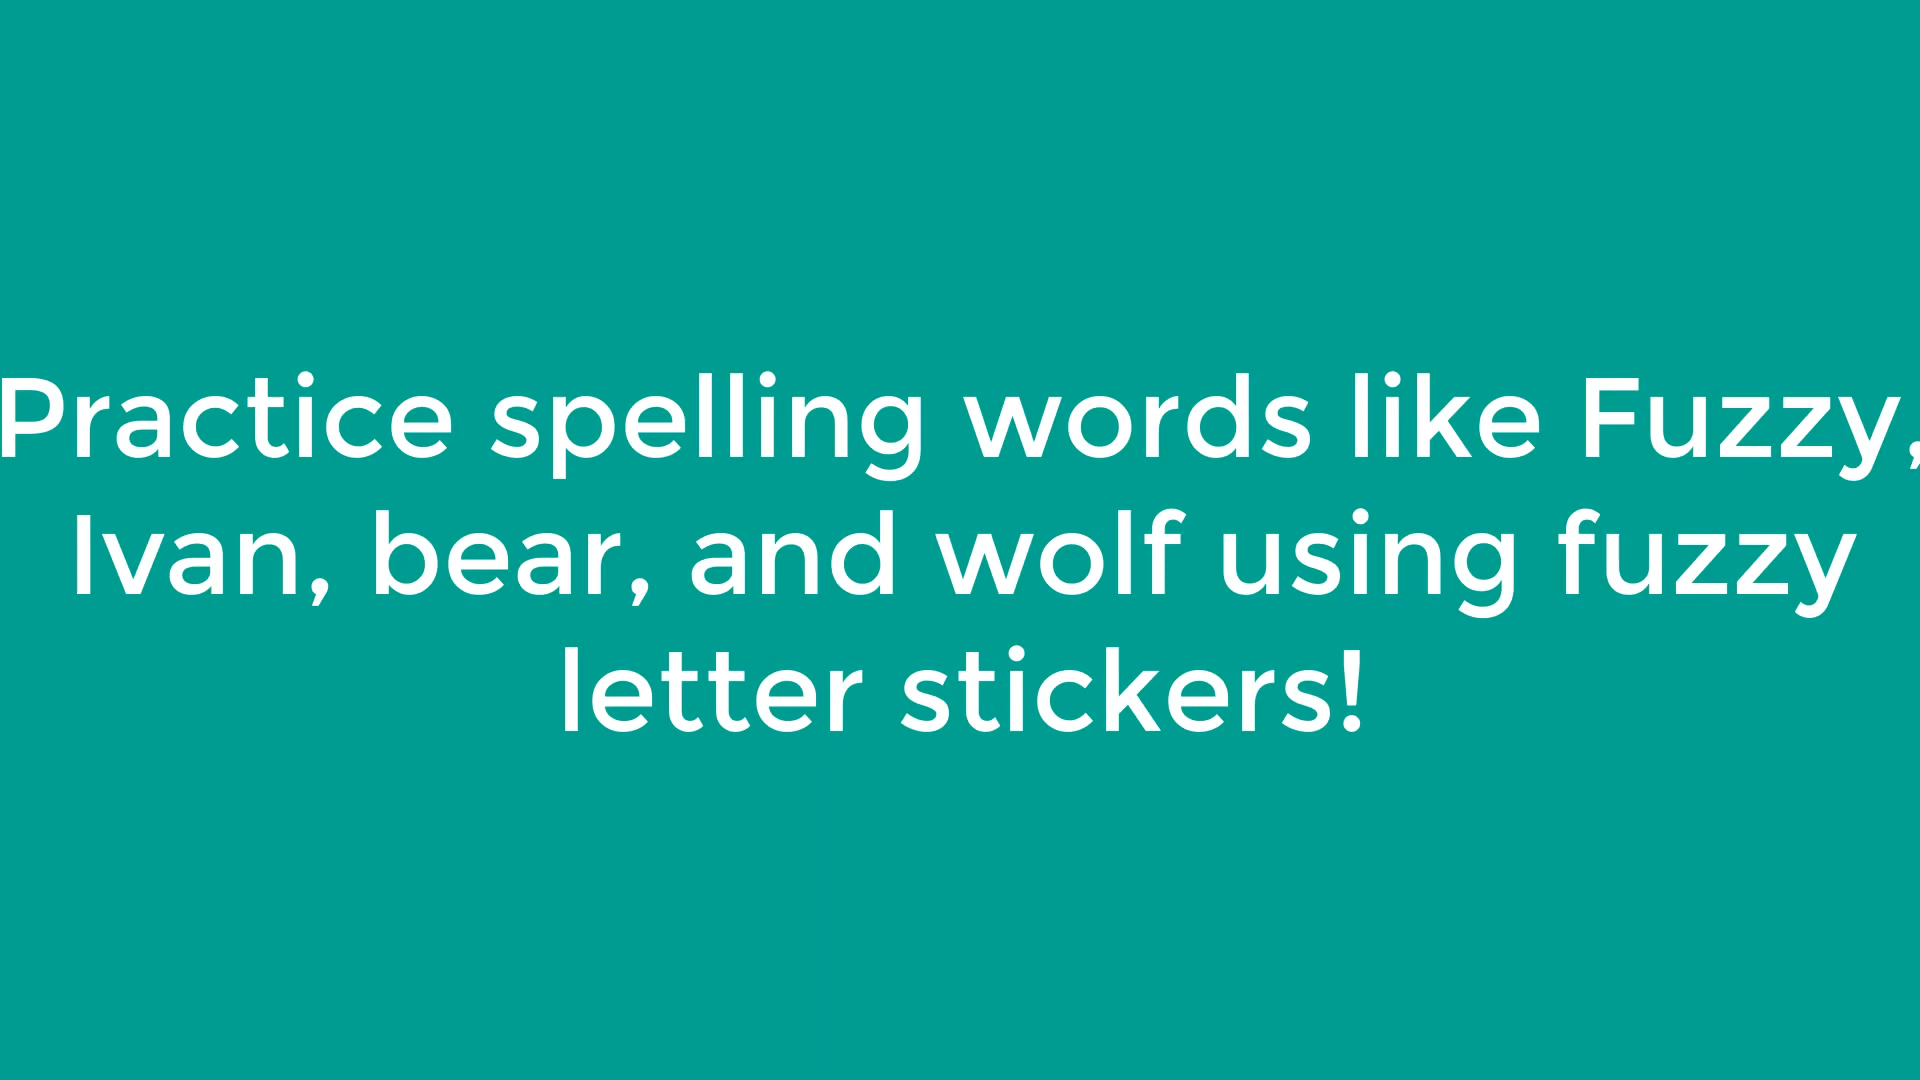 Practice spelling words like Fuzzy,
Ivan, bear, and wolf using fuzzy
letter stickers!